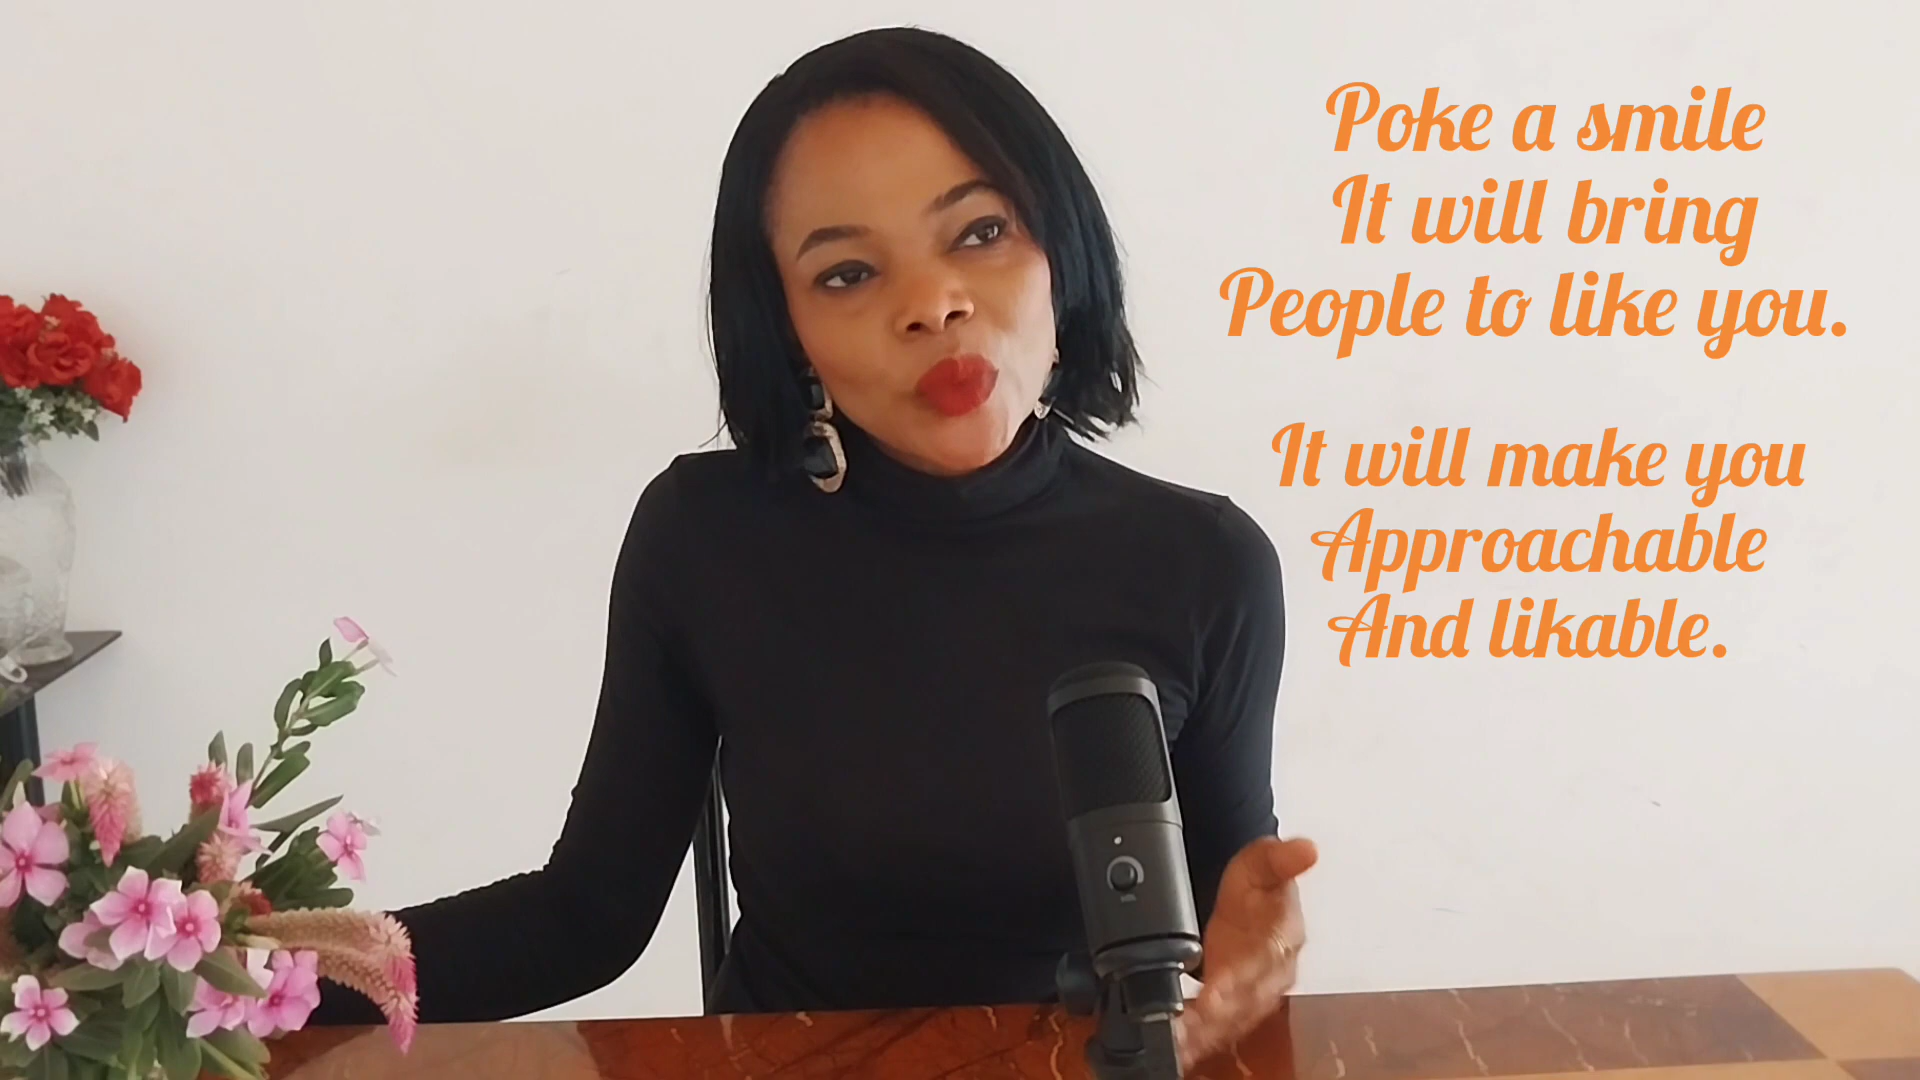 Poke a smile
It will bring
People to like you.
It will make you
Approachable
And likable.